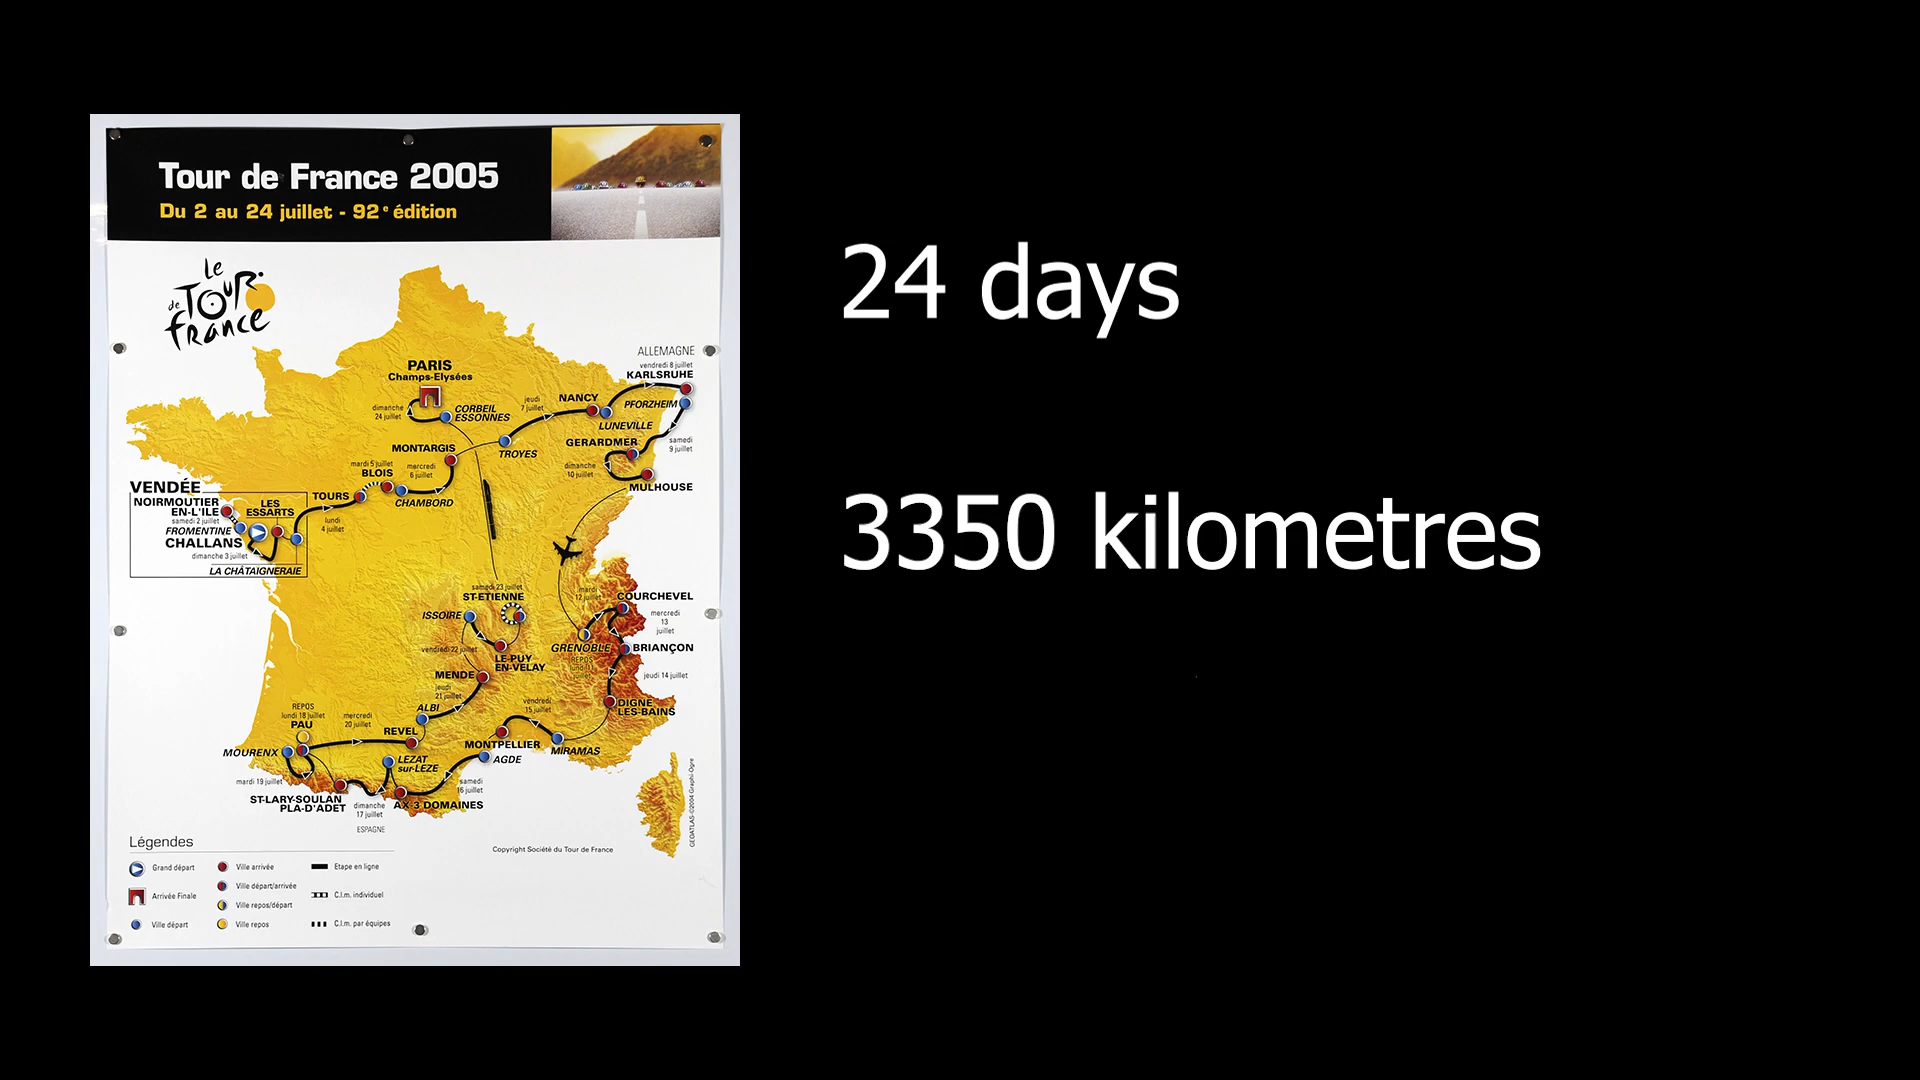 Tour de France 2005
Du 2 au 24 juillet - 92e édition
24 days
3350 kilometres
Le
TOUR
de
france
ALLEMAGNE
vendredi 8 juillet
KARLSRUHE
PFORZHEIM
samedi
9 juillet
PARIS
Champs-Elysées
dimanche
24 juillet
CORBEIL
ESSONNES
jeudi
7 juillet
NANCY
LUNEVILLE
GERARDMER
dimanche
10 juillet
MULHOUSE
TROYES
MONTARGIS
mardi 5 juillet
BLOIS
mercredi
6 juillet
CHAMBORD
TOURS
lundi
4 juillet
VENDÉE
NOIRMOUTIER
EN-L'ILE
samedi 2 juillet
FROMENTINE
CHALLANS
dimanche 3 juillet
LES
ESSARTS
LA CHÂTAIGNERAIE
samedi 23 juillet
ST-ETIENNE
ISSOIRE
vendredi 22 juillet
LE-PUY
EN-VELAY
mardi
12 juillet
COURCHEVEL
mercredi
13
juillet
GRENOBLE
REPOS
lundi 11
juillet
BRIANÇON
jeudi 14 juillet
DIGNE
LES-BAINS
MENDE
jeudi
21 juillet
ALBI
vendredi
15 juillet
MONTPELLIER
MIRAMAS
AGDE
REPOS
lundi 18 juillet
PAU
mercredi
20 juillet
REVEL
MOURENX
LEZAT
sur-LEZE
mardi 19 juillet
samedi
16 juillet
ST-LARY-SOULAN
PLA-D'ADET
dimanche
17 juillet
AX-3 DOMAINES
ESPAGNE
GEOATLAS-©2004 Graphi-Ogre
Légendes
Copyright Société du Tour de France
Grand départ
Ville arrivée
Etape en ligne
Arrivée Finale
Ville départ/arrivée
C.l.m. individuel
Ville repos/départ
Ville départ
Ville repos
C.l.m. par équipes